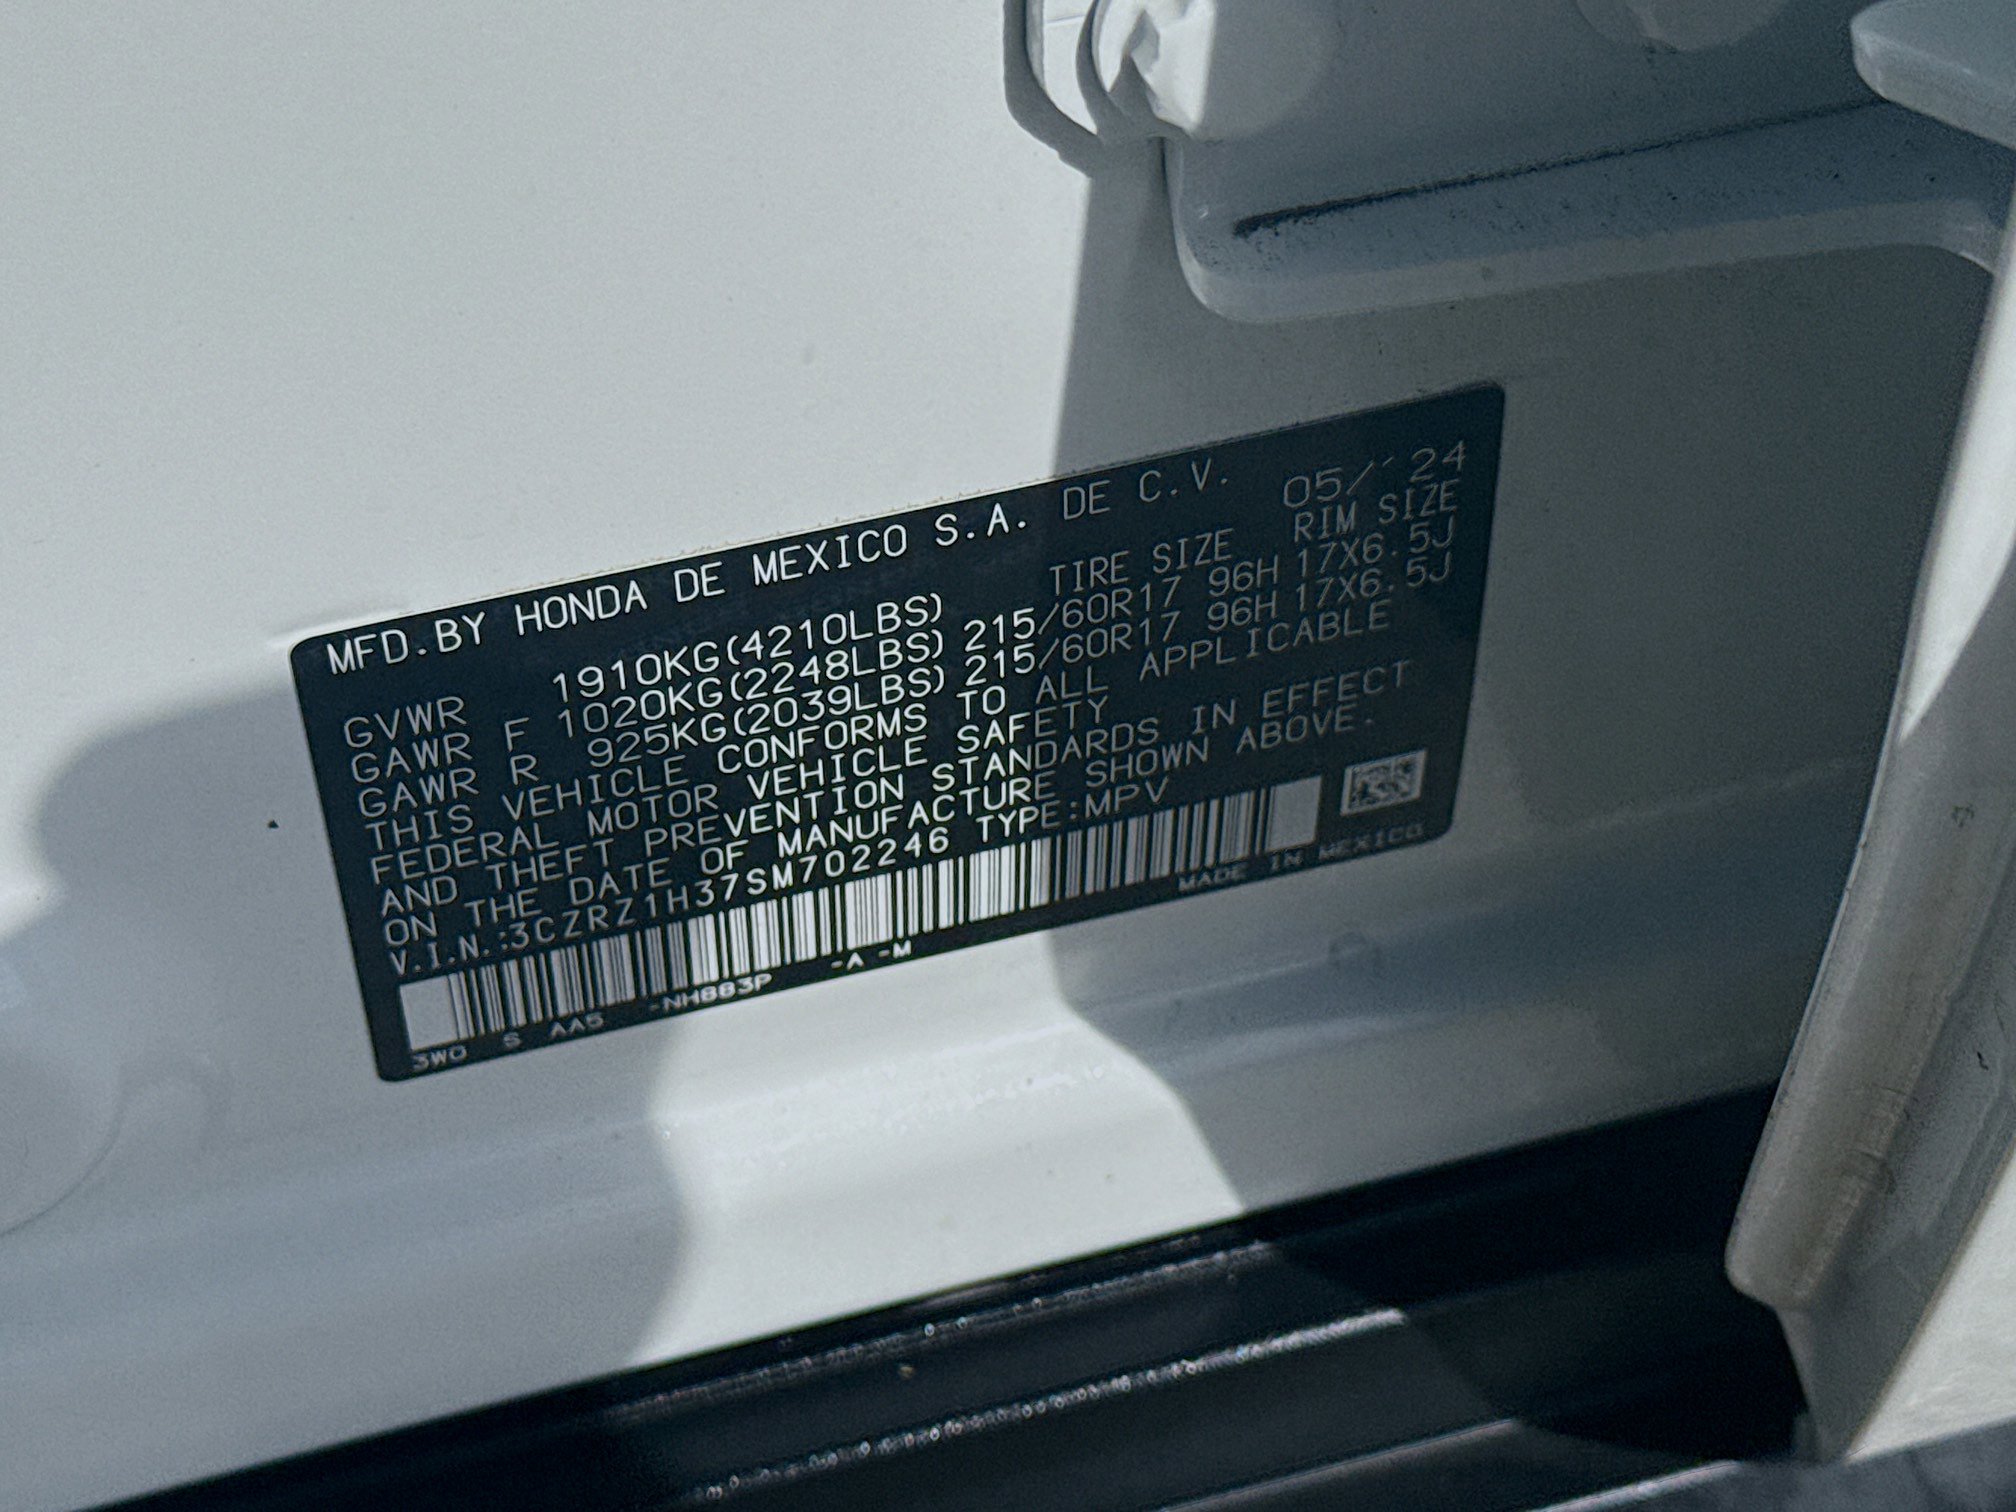 MFD.BY HONDA DE MEXICO S.A. DE C.V. 05/'24
TIRE SIZE RIM SIZE
GVWR 1910KG(4210LBS)
GAWR F 1020KG(2248LBS) 215/60R17 96H 17X6.5J
GAWR R 925KG(2039LBS) 215/60R17 96H 17X6.5J
THIS VEHICLE CONFORMS TO ALL APPLICABLE
FEDERAL MOTOR VEHICLE SAFETY
AND THEFT PREVENTION STANDARDS IN EFFECT
ON THE DATE OF MANUFACTURE SHOWN ABOVE.
V.I.N.:3CZRZ1H37SM702246 TYPE:MPV
3W0 S AA5 -NH883P -A -M MADE IN MEXICO